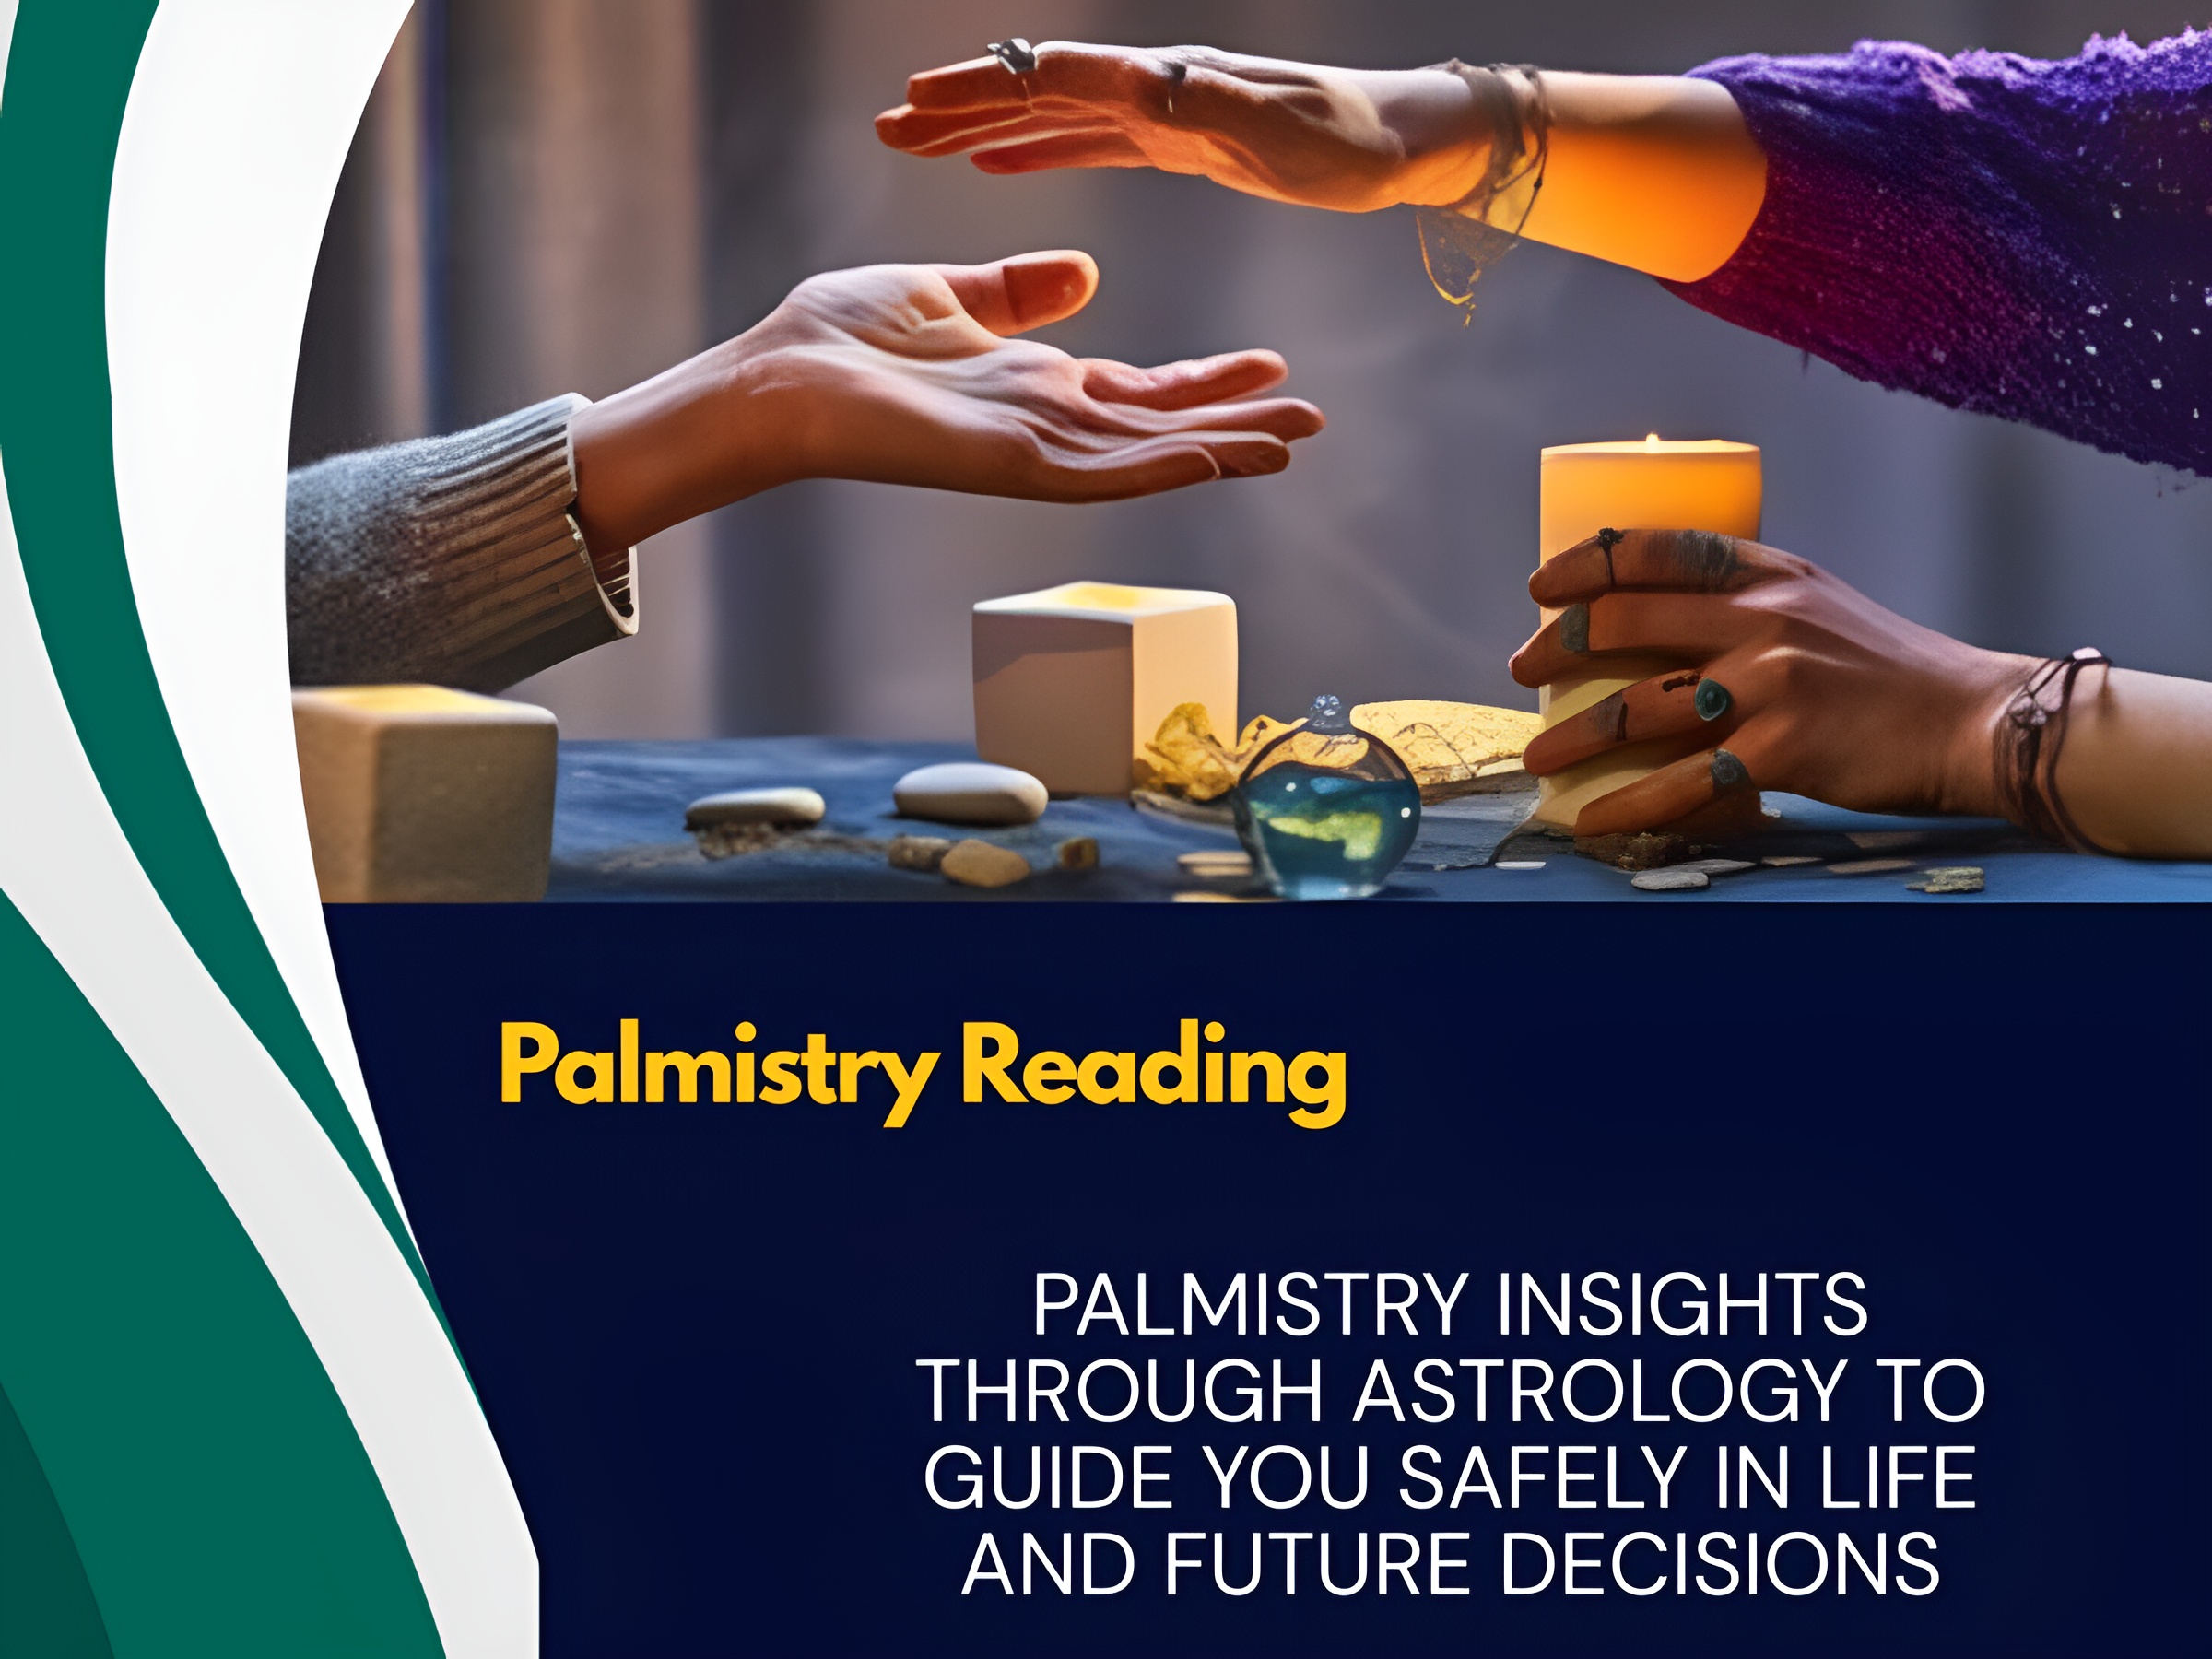 Palmistry Reading
PALMISTRY INSIGHTS
THROUGH ASTROLOGY TO
GUIDE YOU SAFELY IN LIFE
AND FUTURE DECISIONS